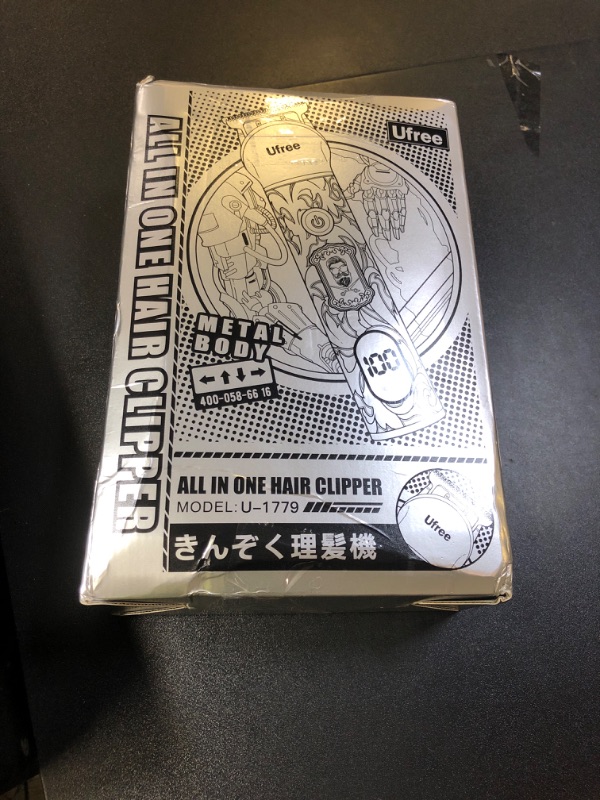 ALL IN ONE HAIR CLIPPER
Ufree
Ufree
METAL
BODY
400-058-66 16
100
ALL IN ONE HAIR CLIPPER
MODEL: U-1779
Ufree
きんぞく理髪機